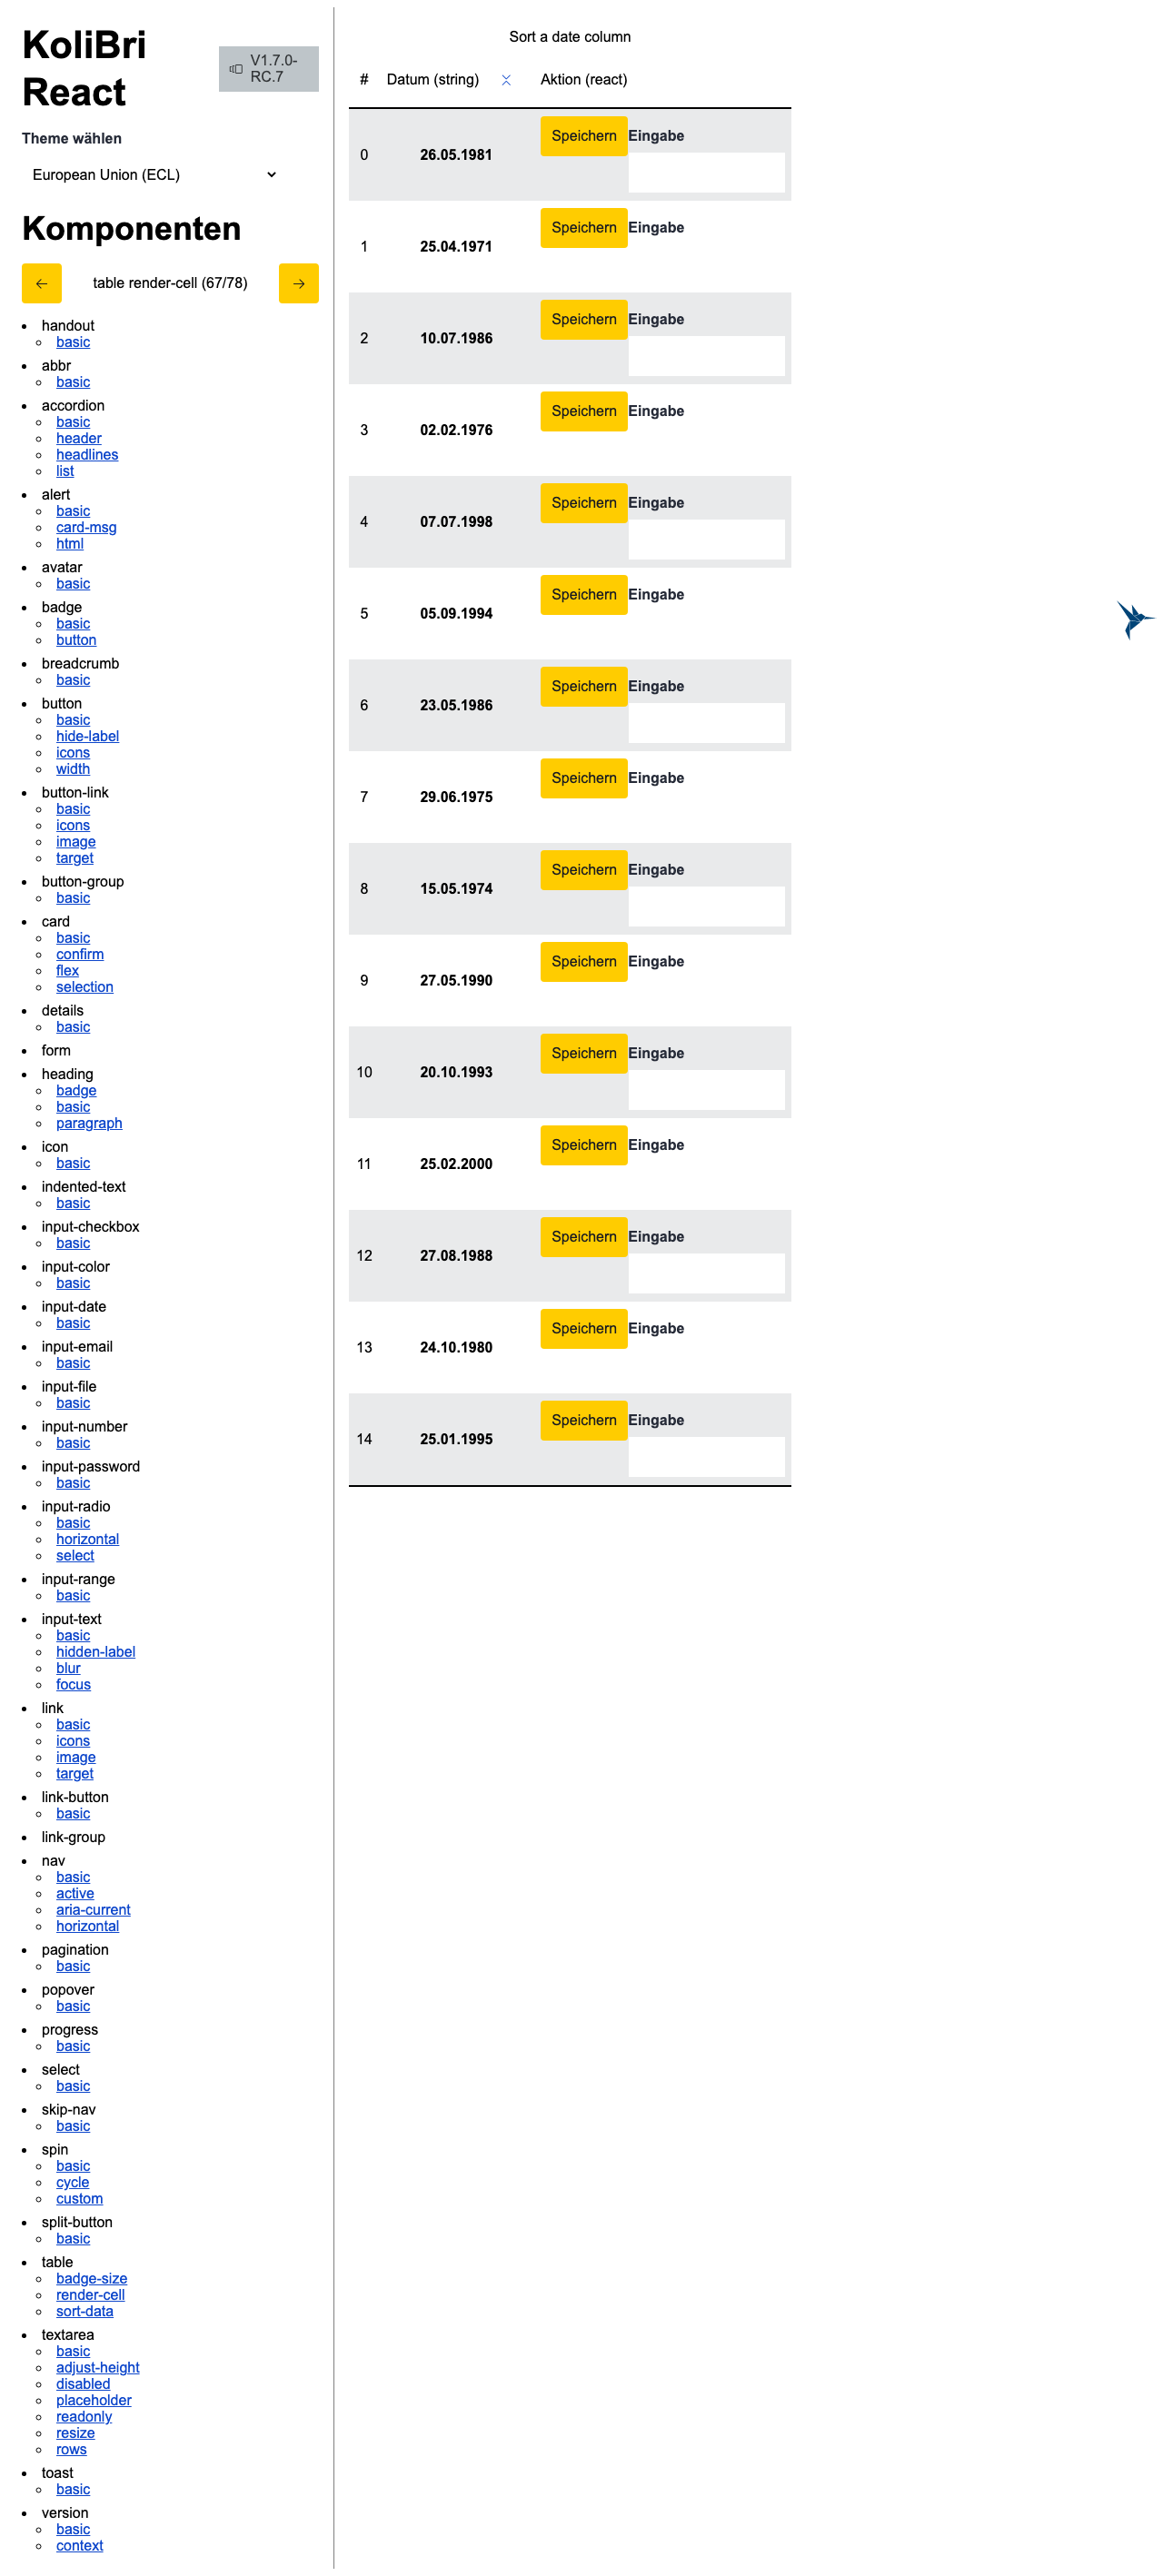 KoliBri
React
V1.7.0-
RC.7
Theme wählen
European Union (ECL)
Komponenten
← table render-cell (67/78) →
handout
basic
abbr
basic
accordion
basic
header
headlines
list
alert
basic
card-msg
html
avatar
basic
badge
basic
button
breadcrumb
basic
button
basic
hide-label
icons
width
button-link
basic
icons
image
target
button-group
basic
card
basic
confirm
flex
selection
details
basic
form
heading
badge
basic
paragraph
icon
basic
indented-text
basic
input-checkbox
basic
input-color
basic
input-date
basic
input-email
basic
input-file
basic
input-number
basic
input-password
basic
input-radio
basic
horizontal
select
input-range
basic
input-text
basic
hidden-label
blur
focus
link
basic
icons
image
target
link-button
basic
link-group
nav
basic
active
aria-current
horizontal
pagination
basic
popover
basic
progress
basic
select
basic
skip-nav
basic
spin
basic
cycle
custom
split-button
basic
table
badge-size
render-cell
sort-data
textarea
basic
adjust-height
disabled
placeholder
readonly
resize
rows
toast
basic
version
basic
context
Sort a date column
# Datum (string) Aktion (react)
0 26.05.1981 Speichern Eingabe
1 25.04.1971 Speichern Eingabe
2 10.07.1986 Speichern Eingabe
3 02.02.1976 Speichern Eingabe
4 07.07.1998 Speichern Eingabe
5 05.09.1994 Speichern Eingabe
6 23.05.1986 Speichern Eingabe
7 29.06.1975 Speichern Eingabe
8 15.05.1974 Speichern Eingabe
9 27.05.1990 Speichern Eingabe
10 20.10.1993 Speichern Eingabe
11 25.02.2000 Speichern Eingabe
12 27.08.1988 Speichern Eingabe
13 24.10.1980 Speichern Eingabe
14 25.01.1995 Speichern Eingabe